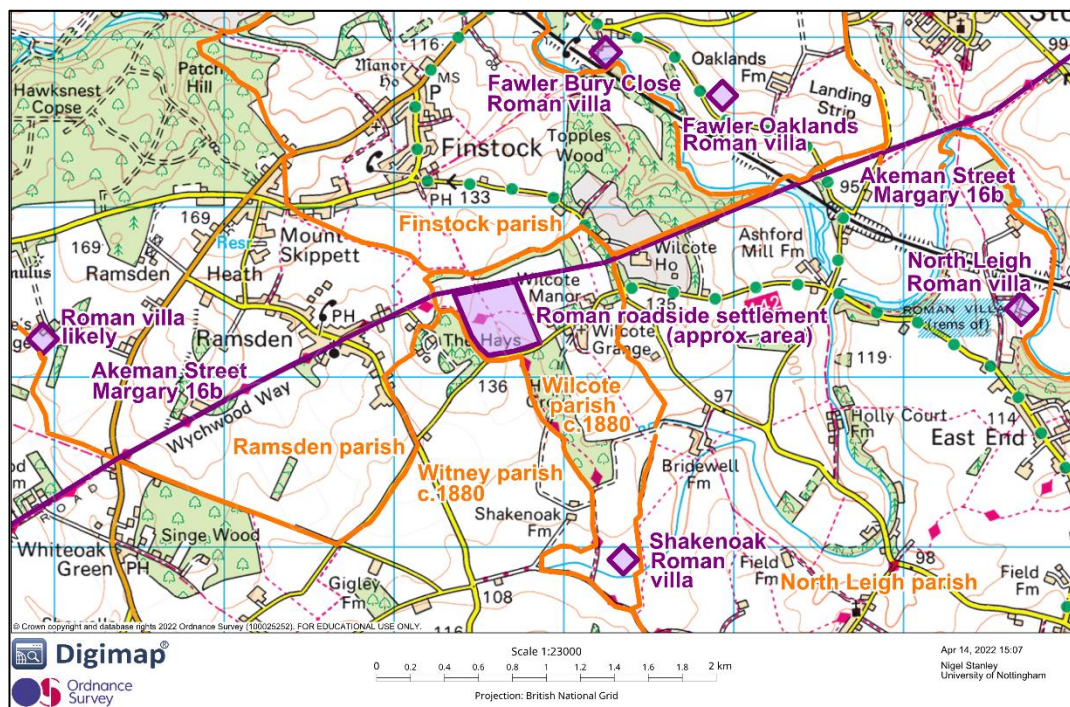 Patch
Hill
Hawksnest
Copse
116
Manor
Ho
MS
P
Finstock
133
PH
Fawler Bury Close
Roman villa
Topples
Wood
Oaklands
Fm
Fawler Oaklands
Roman villa
Landing
Strip
P
99
Akeman Street
Margary 16b
95
169
Resr
169
Ramsden
Heath
Mount
Skippett
Finstock parish
Wilcote
Ho
Ashford
Mill Fm
North Leigh
Roman villa
ROMAN VILLA
(rems of)
Roman villa
likely
PH
Ramsden
Wilcote
Manor
135
Roman roadside settlement
(approx. area)
The Hays
Wilcote
Grange
119
Akeman Street
Margary 16b
Wychwood Way
136
Wilcote
parish
c.1880
97
Holly Court
Fm
114
East End
Ramsden parish
Witney parish
c.1880
Bridewell
Fm
Shakenoak
Fm
ROAD
Singe Wood
Whiteoak
Green
PH
Gigley
Fm
108
116
Shakenoak
Roman
villa
Field
Fm
98
North Leigh parish
Field
Fm
© Crown copyright and database rights 2022 Ordnance Survey (100025252). FOR EDUCATIONAL USE ONLY.
Digimap®
Ordnance
Survey
Scale 1:23000
0 0.2 0.4 0.6 0.8 1 1.2 1.4 1.6 1.8 2 km
Projection: British National Grid
Apr 14, 2022 15:07
Nigel Stanley
University of Nottingham